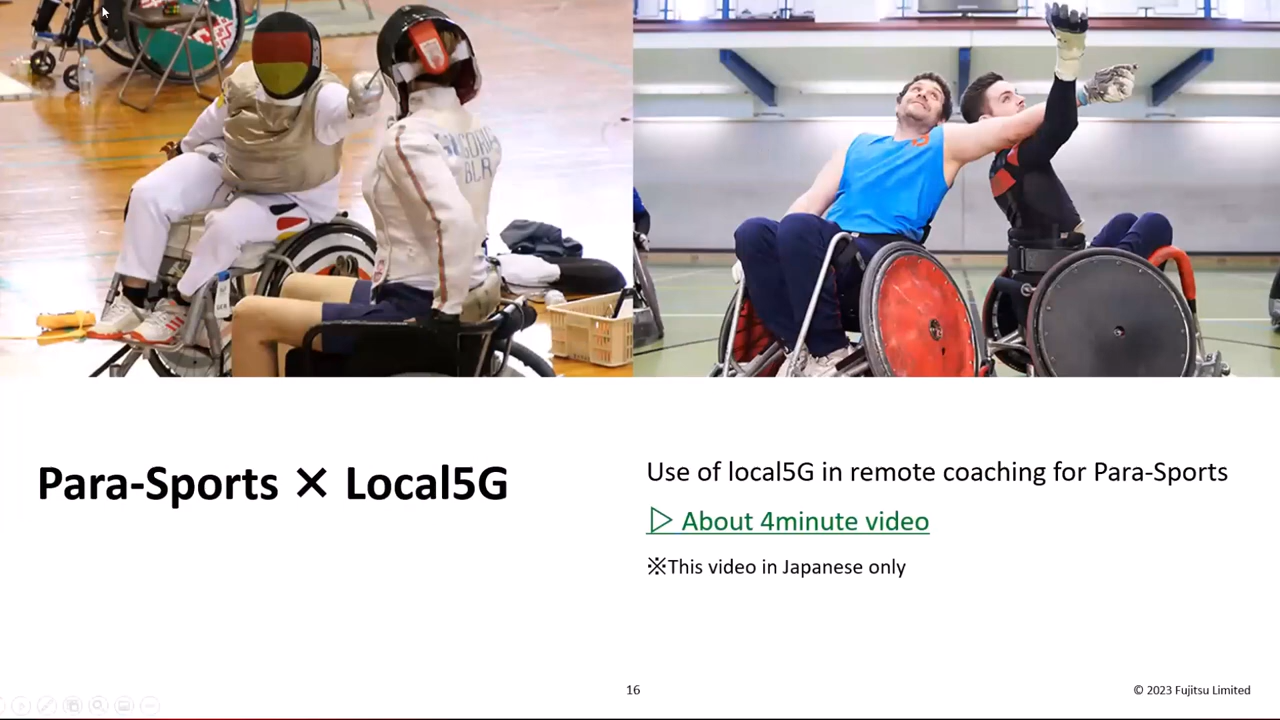 BLR
Para-Sports ✕ Local5G
Use of local5G in remote coaching for Para-Sports
▷ About 4minute video
※This video in Japanese only
16
© 2023 Fujitsu Limited